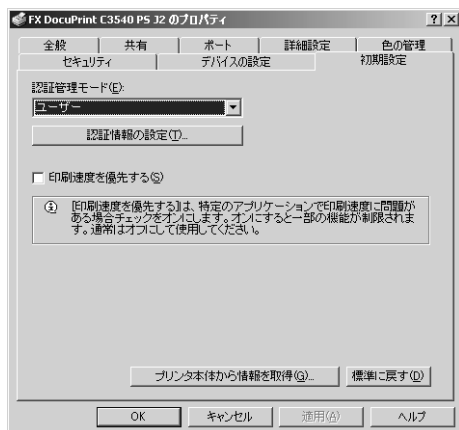 FX DocuPrint C3540 PS J2 のプロパティ
全般 共有 ポート 詳細設定 色の管理
セキュリティ デバイスの設定 初期設定
認証管理モード(E):
ユーザー
認証情報の設定(T)...
印刷速度を優先する(S)
[印刷速度を優先する]は、特定のアプリケーションで印刷速度に問題が
ある場合チェックをオンにします。オンにすると一部の機能が制限されま
す。通常はオフにして使用してください。
プリンタ本体から情報を取得(G)... 標準に戻す(D)
OK キャンセル 適用(A) ヘルプ